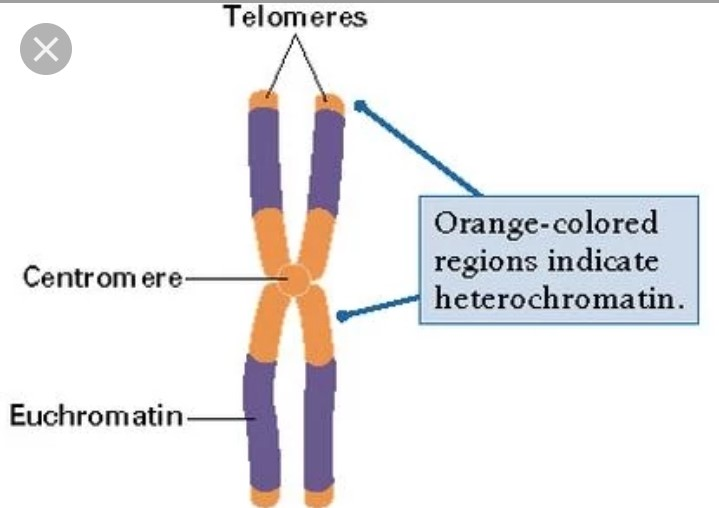 Telomeres
Orange-colored
regions indicate
heterochromatin.
Centromere
Euchromatin